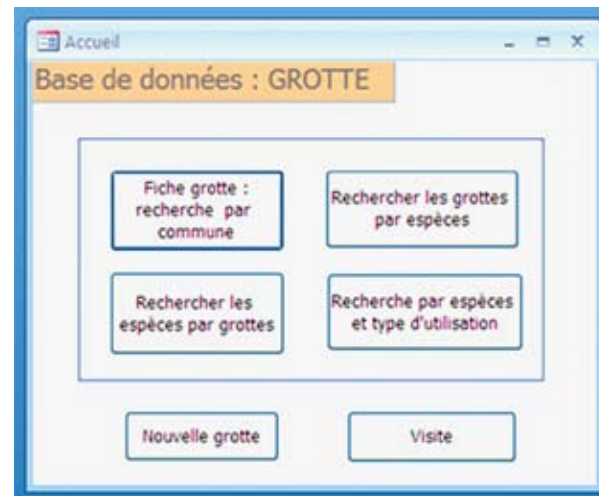 Accueil
Base de données : GROTTE
Fiche grotte :
recherche par
commune
Rechercher les grottes
par espèces
Rechercher les
espèces par grottes
Recherche par espèces
et type d'utilisation
Nouvelle grotte
Visite